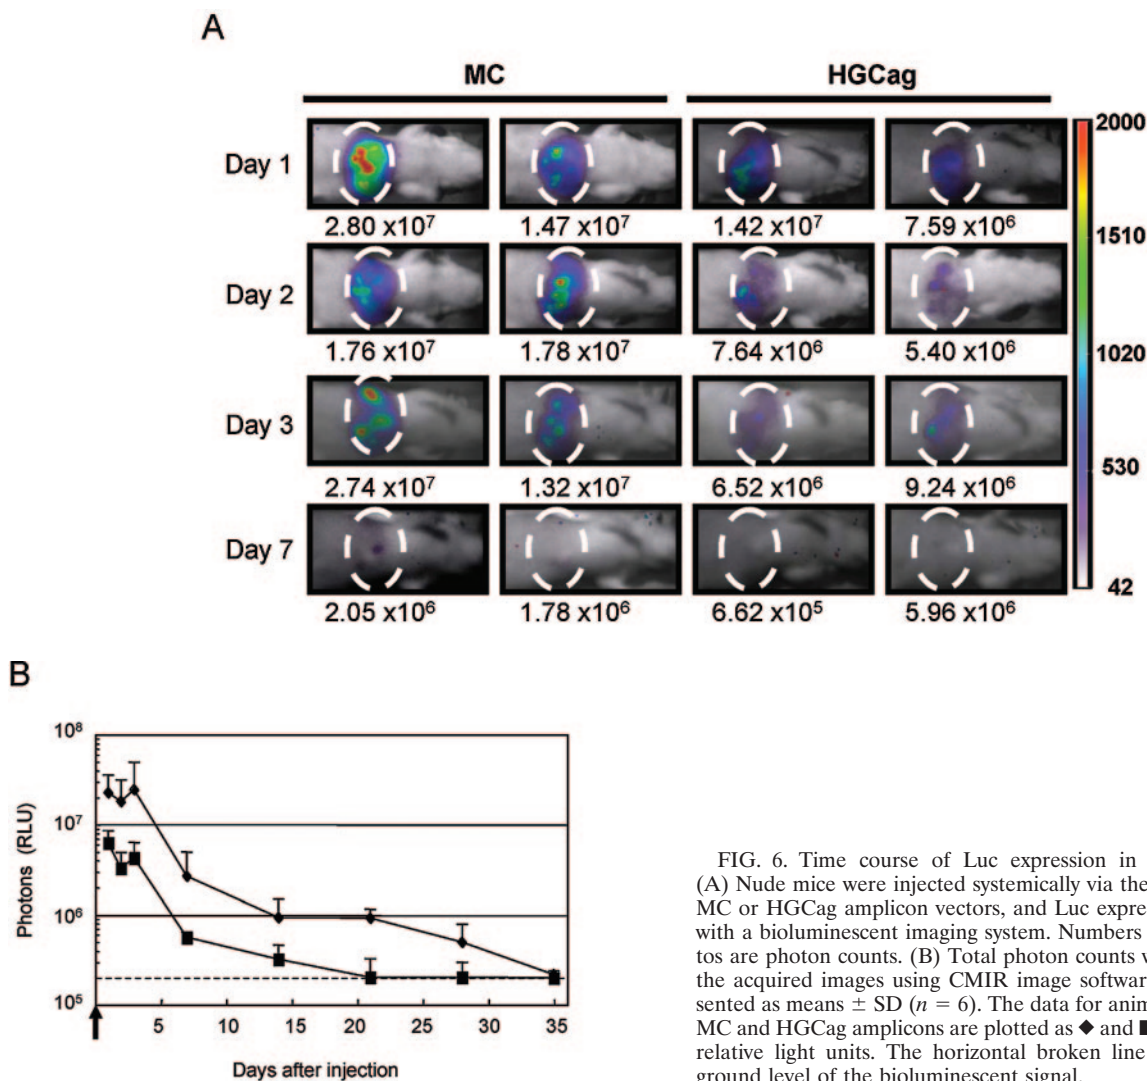 A
MC HGCag
Day 1
2000
1510
1020
530
42
2.80 x10⁷ 1.47 x10⁷ 1.42 x10⁷ 7.59 x10⁶
Day 2
1.76 x10⁷ 1.78 x10⁷ 7.64 x10⁶ 5.40 x10⁶
Day 3
2.74 x10⁷ 1.32 x10⁷ 6.52 x10⁶ 9.24 x10⁶
Day 7
2.05 x10⁶ 1.78 x10⁶ 6.62 x10⁵ 5.96 x10⁶
B
Photons (RLU)
10⁸
10⁷
10⁶
10⁵
5 10 15 20 25 30 35
Days after injection
FIG. 6. Time course of Luc expression in
(A) Nude mice were injected systemically via the
MC or HGCag amplicon vectors, and Luc expre
with a bioluminescent imaging system. Numbers
tos are photon counts. (B) Total photon counts v
the acquired images using CMIR image softwar
sented as means ± SD (n = 6). The data for anim
MC and HGCag amplicons are plotted as ◆ and ■
relative light units. The horizontal broken line
ground level of the bioluminescent signal.